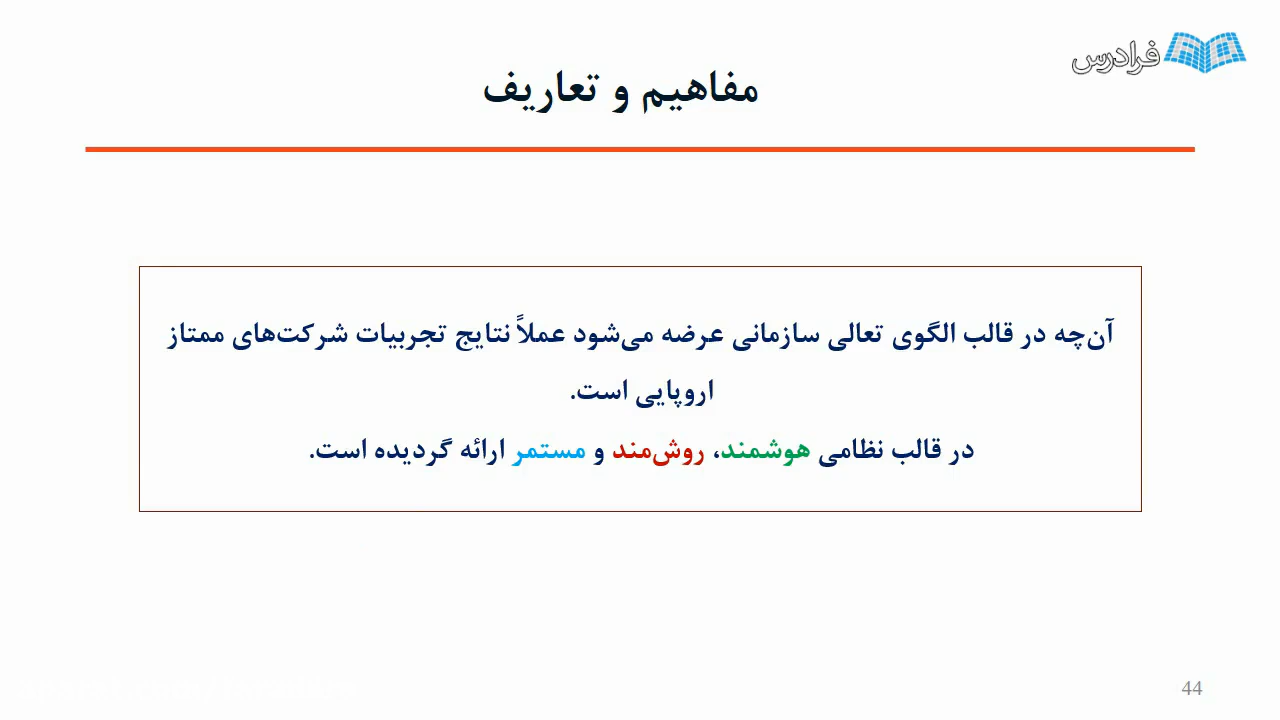 فرادرس
مفاهیم و تعاریف
آن‌چه در قالب الگوی تعالی سازمانی عرضه می‌شود عملاً نتایج تجربیات شرکت‌های ممتاز
اروپایی است.
در قالب نظامی هوشمند، روش‌مند و مستمر ارائه گردیده است.
44